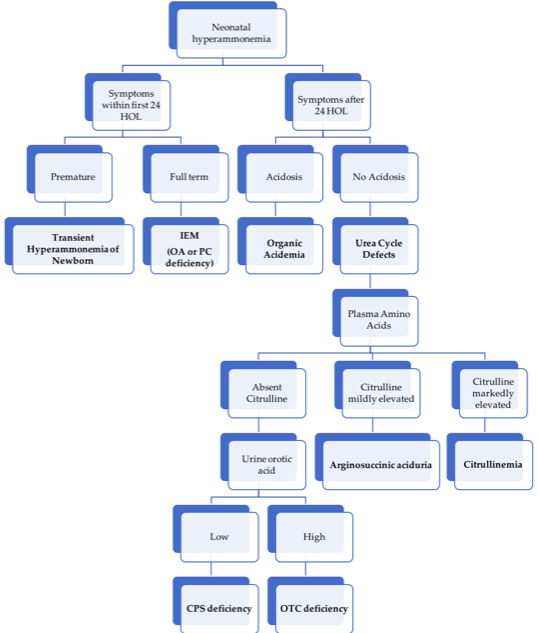 Neonatal
hyperammonemia
Symptoms
within first 24
HOL
Symptoms after
24 HOL
Premature
Full term
Acidosis
No Acidosis
Transient
Hyperammonemia of
Newborn
IEM
(OA or PC
deficiency)
Organic
Acidemia
Urea Cycle
Defects
Plasma Amino
Acids
Absent
Citrulline
Citrulline
mildly elevated
Citrulline
markedly
elevated
Urine orotic
acid
Arginosuccinic aciduria
Citrullinemia
Low
High
CPS deficiency
OTC deficiency